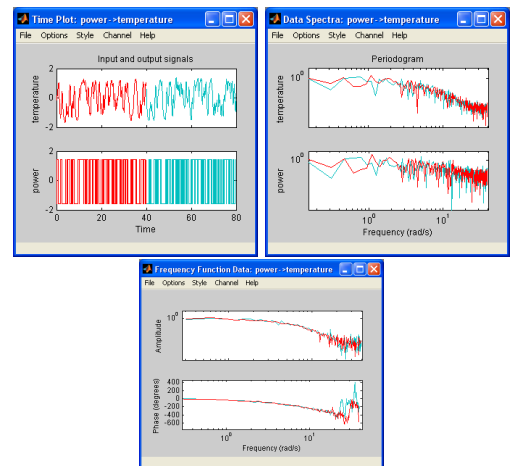 Time Plot: power->temperature
File Options Style Channel Help
Input and output signals
temperature
2
0
-2
power
2
0
-2
0 20 40 60 80
Time
Data Spectra: power->temperature
File Options Style Channel Help
Periodogram
temperature
10^0
power
10^0
10^0 10^1
Frequency (rad/s)
Frequency Function Data: power->temperature
File Options Style Channel Help
Amplitude
10^0
Phase (degrees)
400
200
0
-200
-400
-600
10^0 10^1
Frequency (rad/s)